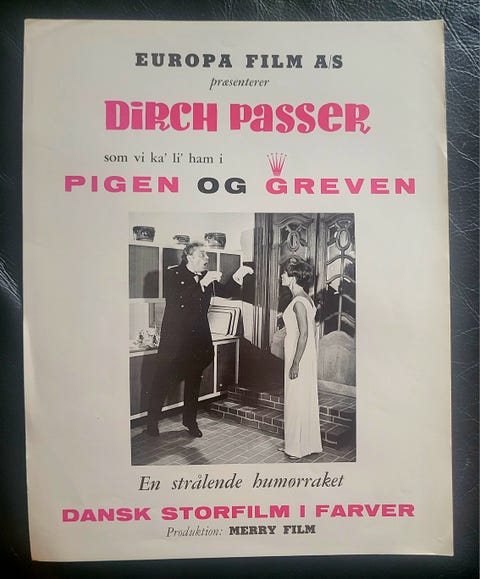 EUROPA FILM A/S
præsenterer
DIRCH PASSER
som vi ka' li' ham i
PIGEN OG GREVEN
En strålende humørraket
DANSK STORFILM I FARVER
Produktion: MERRY FILM